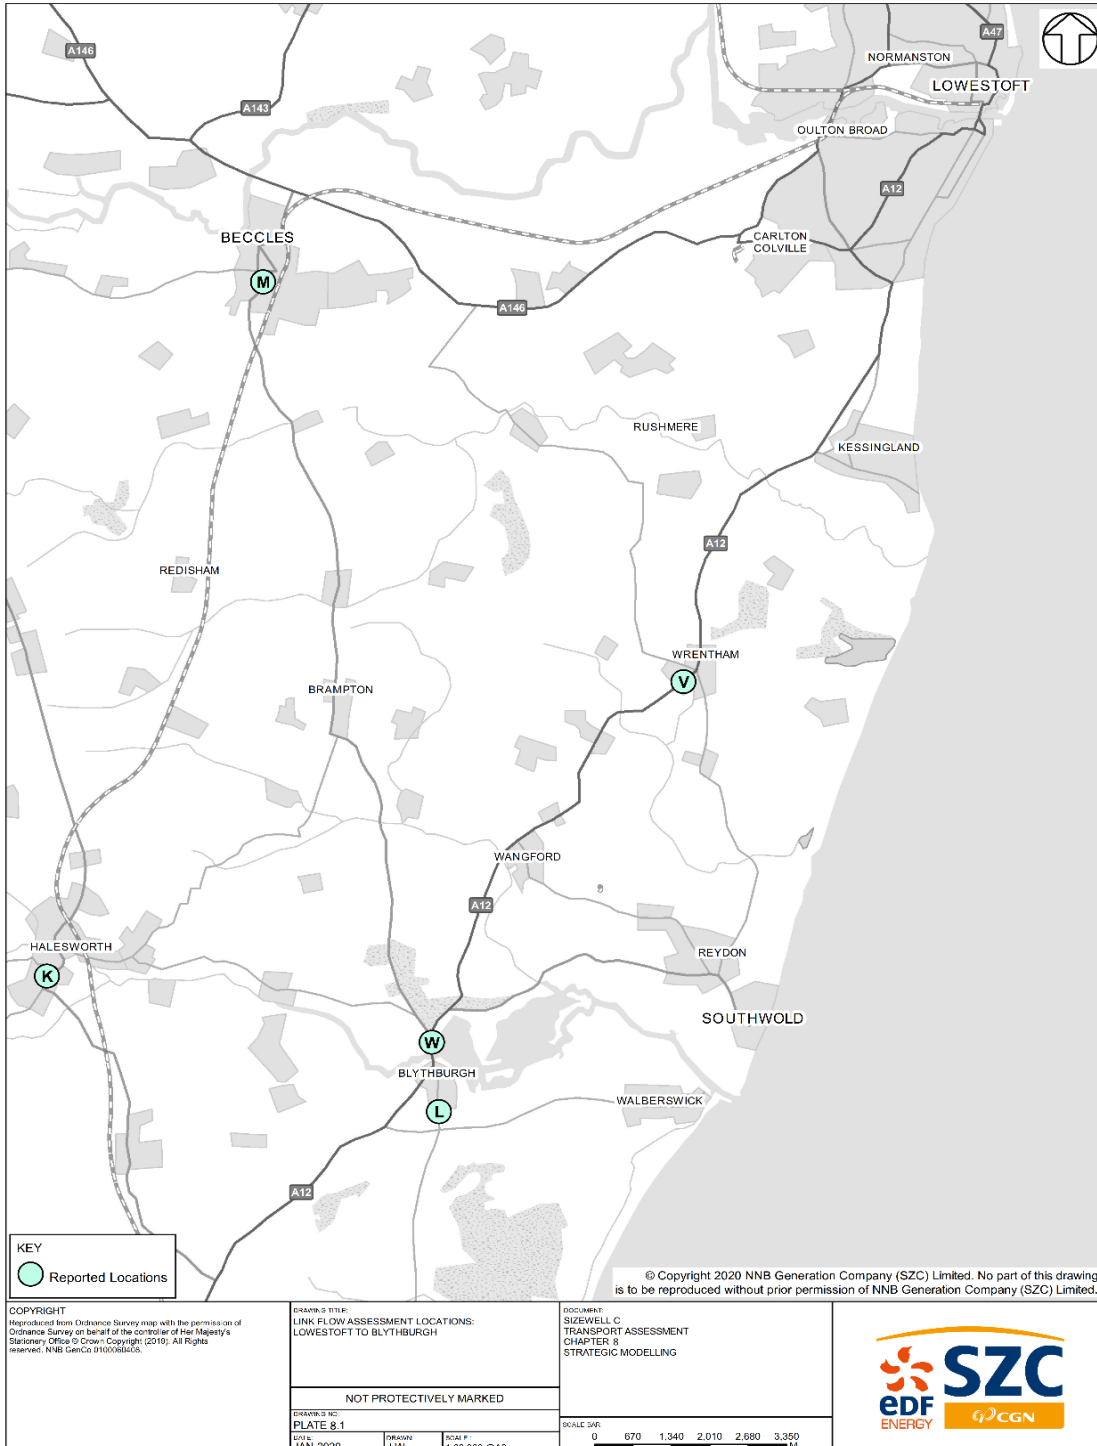 A146
A47
NORMANSTON
LOWESTOFT
A143
OULTON BROAD
A12
BECCLES
CARLTON
COLVILLE
M
A146
RUSHMERE
KESSINGLAND
A12
REDISHAM
WRENTHAM
V
BRAMPTON
WANGFORD
A12
HALESWORTH
REYDON
K
SOUTHWOLD
W
BLYTHBURGH
WALBERSWICK
L
A12
KEY
Reported Locations
© Copyright 2020 NNB Generation Company (SZC) Limited. No part of this drawing
is to be reproduced without prior permission of NNB Generation Company (SZC) Limited.
COPYRIGHT
Reproduced from Ordnance Survey map with the permission of
Ordnance Survey on behalf of the controller of Her Majesty's
Stationery Office © Crown Copyright (2019). All Rights
reserved. NNB GenCo 0100060408.
DRAWING TITLE:
LINK FLOW ASSESSMENT LOCATIONS:
LOWESTOFT TO BLYTHBURGH
NOT PROTECTIVELY MARKED
DRAWING NO:
PLATE 8.1
DATE:
JAN 2020
DRAWN:
SCALE :
DOCUMENT:
SIZEWELL C
TRANSPORT ASSESSMENT
CHAPTER 8
STRATEGIC MODELLING
SCALE BAR
0 670 1,340 2,010 2,680 3,350
M
eDF
ENERGY
SZC
CGN